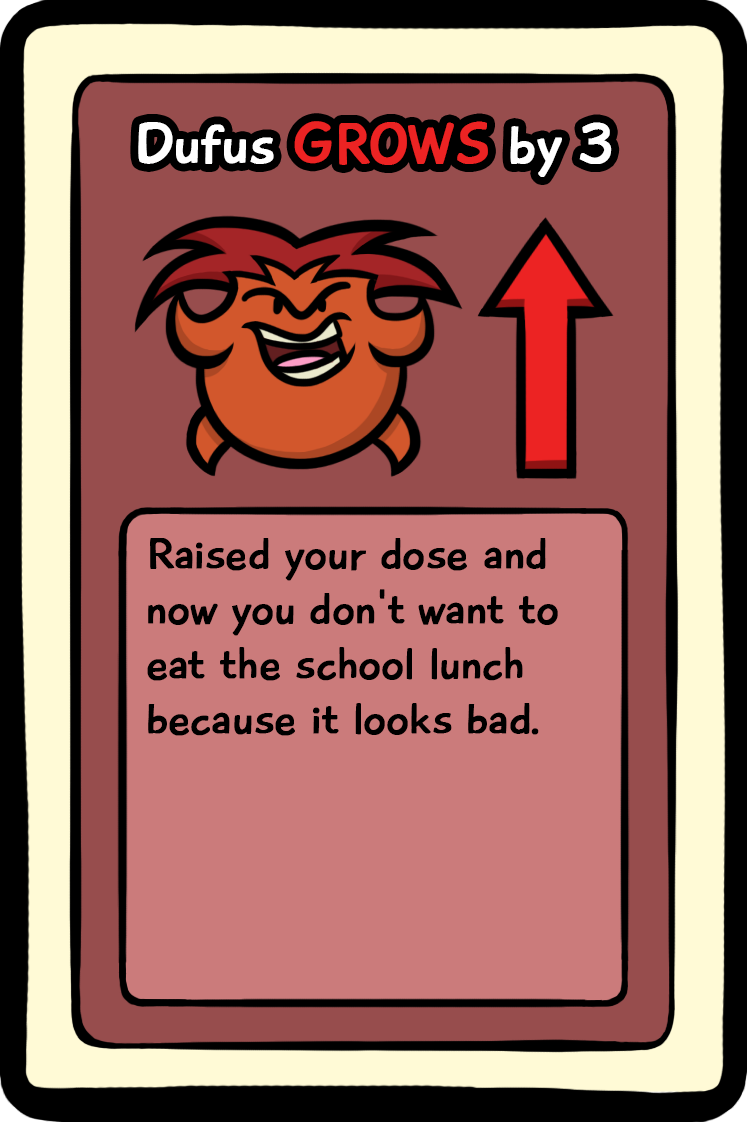 Dufus GROWS by 3
Raised your dose and
now you don't want to
eat the school lunch
because it looks bad.